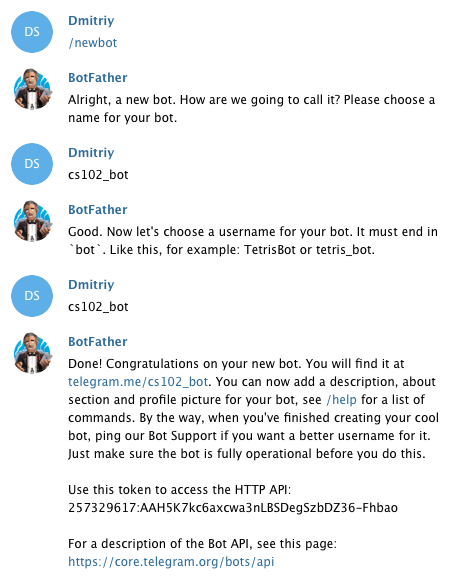 DS
Dmitriy
/newbot
BotFather
Alright, a new bot. How are we going to call it? Please choose a
name for your bot.
DS
Dmitriy
cs102_bot
BotFather
Good. Now let's choose a username for your bot. It must end in
`bot`. Like this, for example: TetrisBot or tetris_bot.
DS
Dmitriy
cs102_bot
BotFather
Done! Congratulations on your new bot. You will find it at
telegram.me/cs102_bot. You can now add a description, about
section and profile picture for your bot, see /help for a list of
commands. By the way, when you've finished creating your cool
bot, ping our Bot Support if you want a better username for it.
Just make sure the bot is fully operational before you do this.
Use this token to access the HTTP API:
257329617:AAH5K7kc6axcwa3nLBSDegSzbDZ36-Fhbao
For a description of the Bot API, see this page:
https://core.telegram.org/bots/api